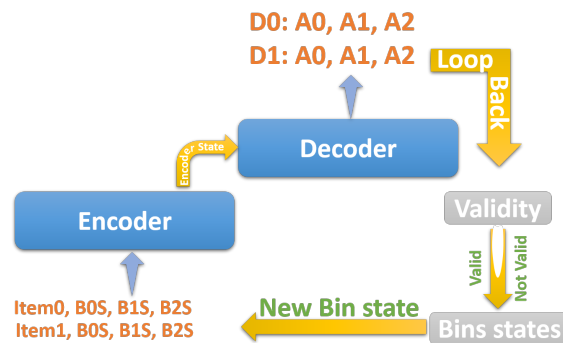 D0: A0, A1, A2
D1: A0, A1, A2
Loop
Back
Encoder State
Decoder
Encoder
Validity
Valid
Not Valid
Item0, B0S, B1S, B2S
Item1, B0S, B1S, B2S
New Bin state
Bins states